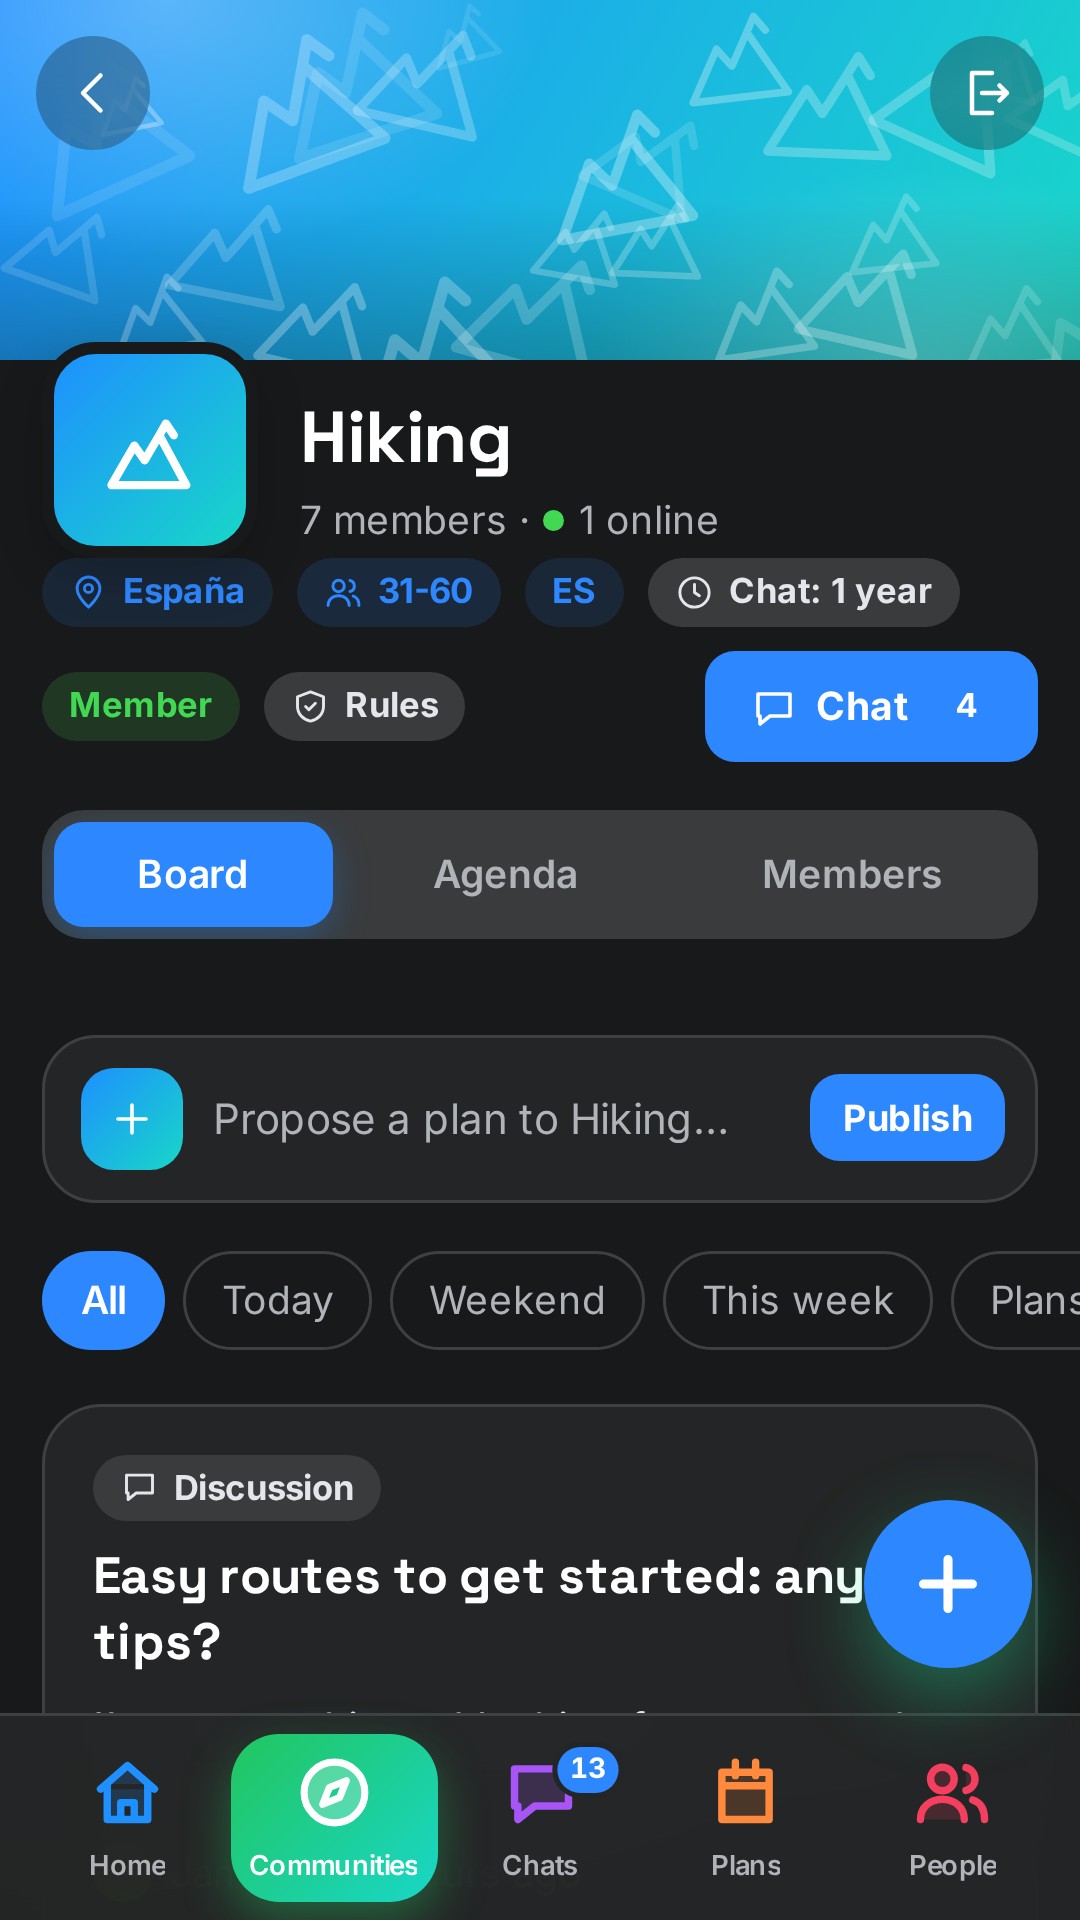 Hiking
7 members · 1 online
España 31-60 ES Chat: 1 year
Member Rules Chat 4
Board Agenda Members
Propose a plan to Hiking... Publish
All Today Weekend This week Plans
Discussion
Easy routes to get started: any
tips?
13
Home Communities Chats Plans People